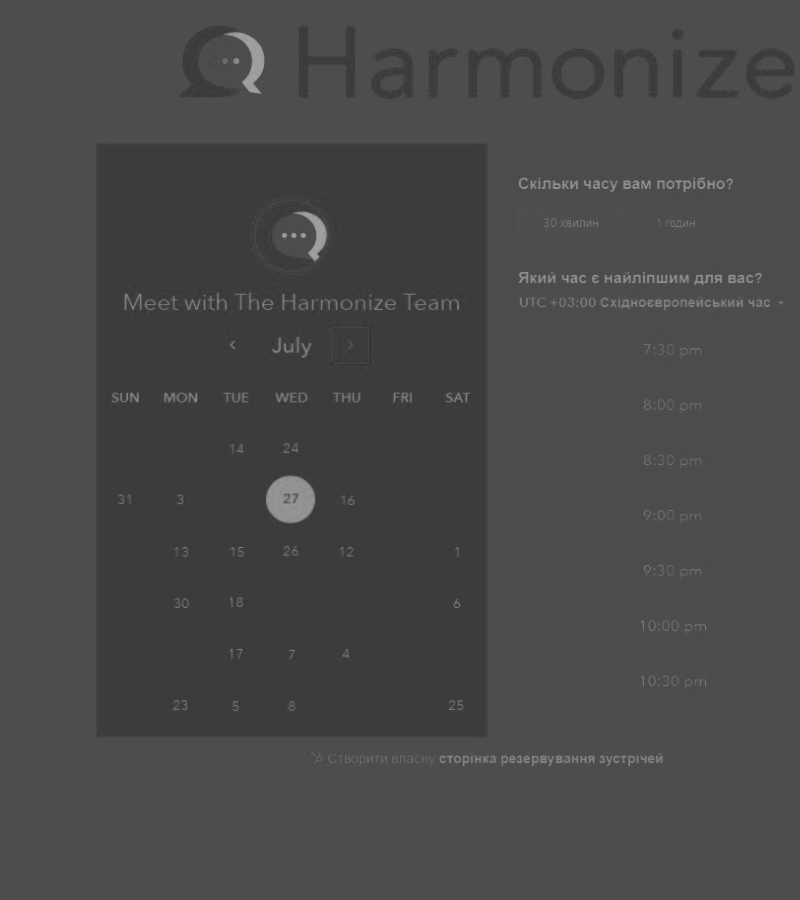 Harmonize
Meet with The Harmonize Team
July
SUN MON TUE WED THU FRI SAT
14 24
31 3 27 16
13 15 26 12 1
30 18 6
17 7 4
23 5 8 25
Скільки часу вам потрібно?
30 хвилин 1 годин
Який час є найліпшим для вас?
UTC +03:00 Східноєвропейський час
7:30 pm
8:00 pm
8:30 pm
9:00 pm
9:30 pm
10:00 pm
10:30 pm
Створити власну сторінка резервування зустрічей